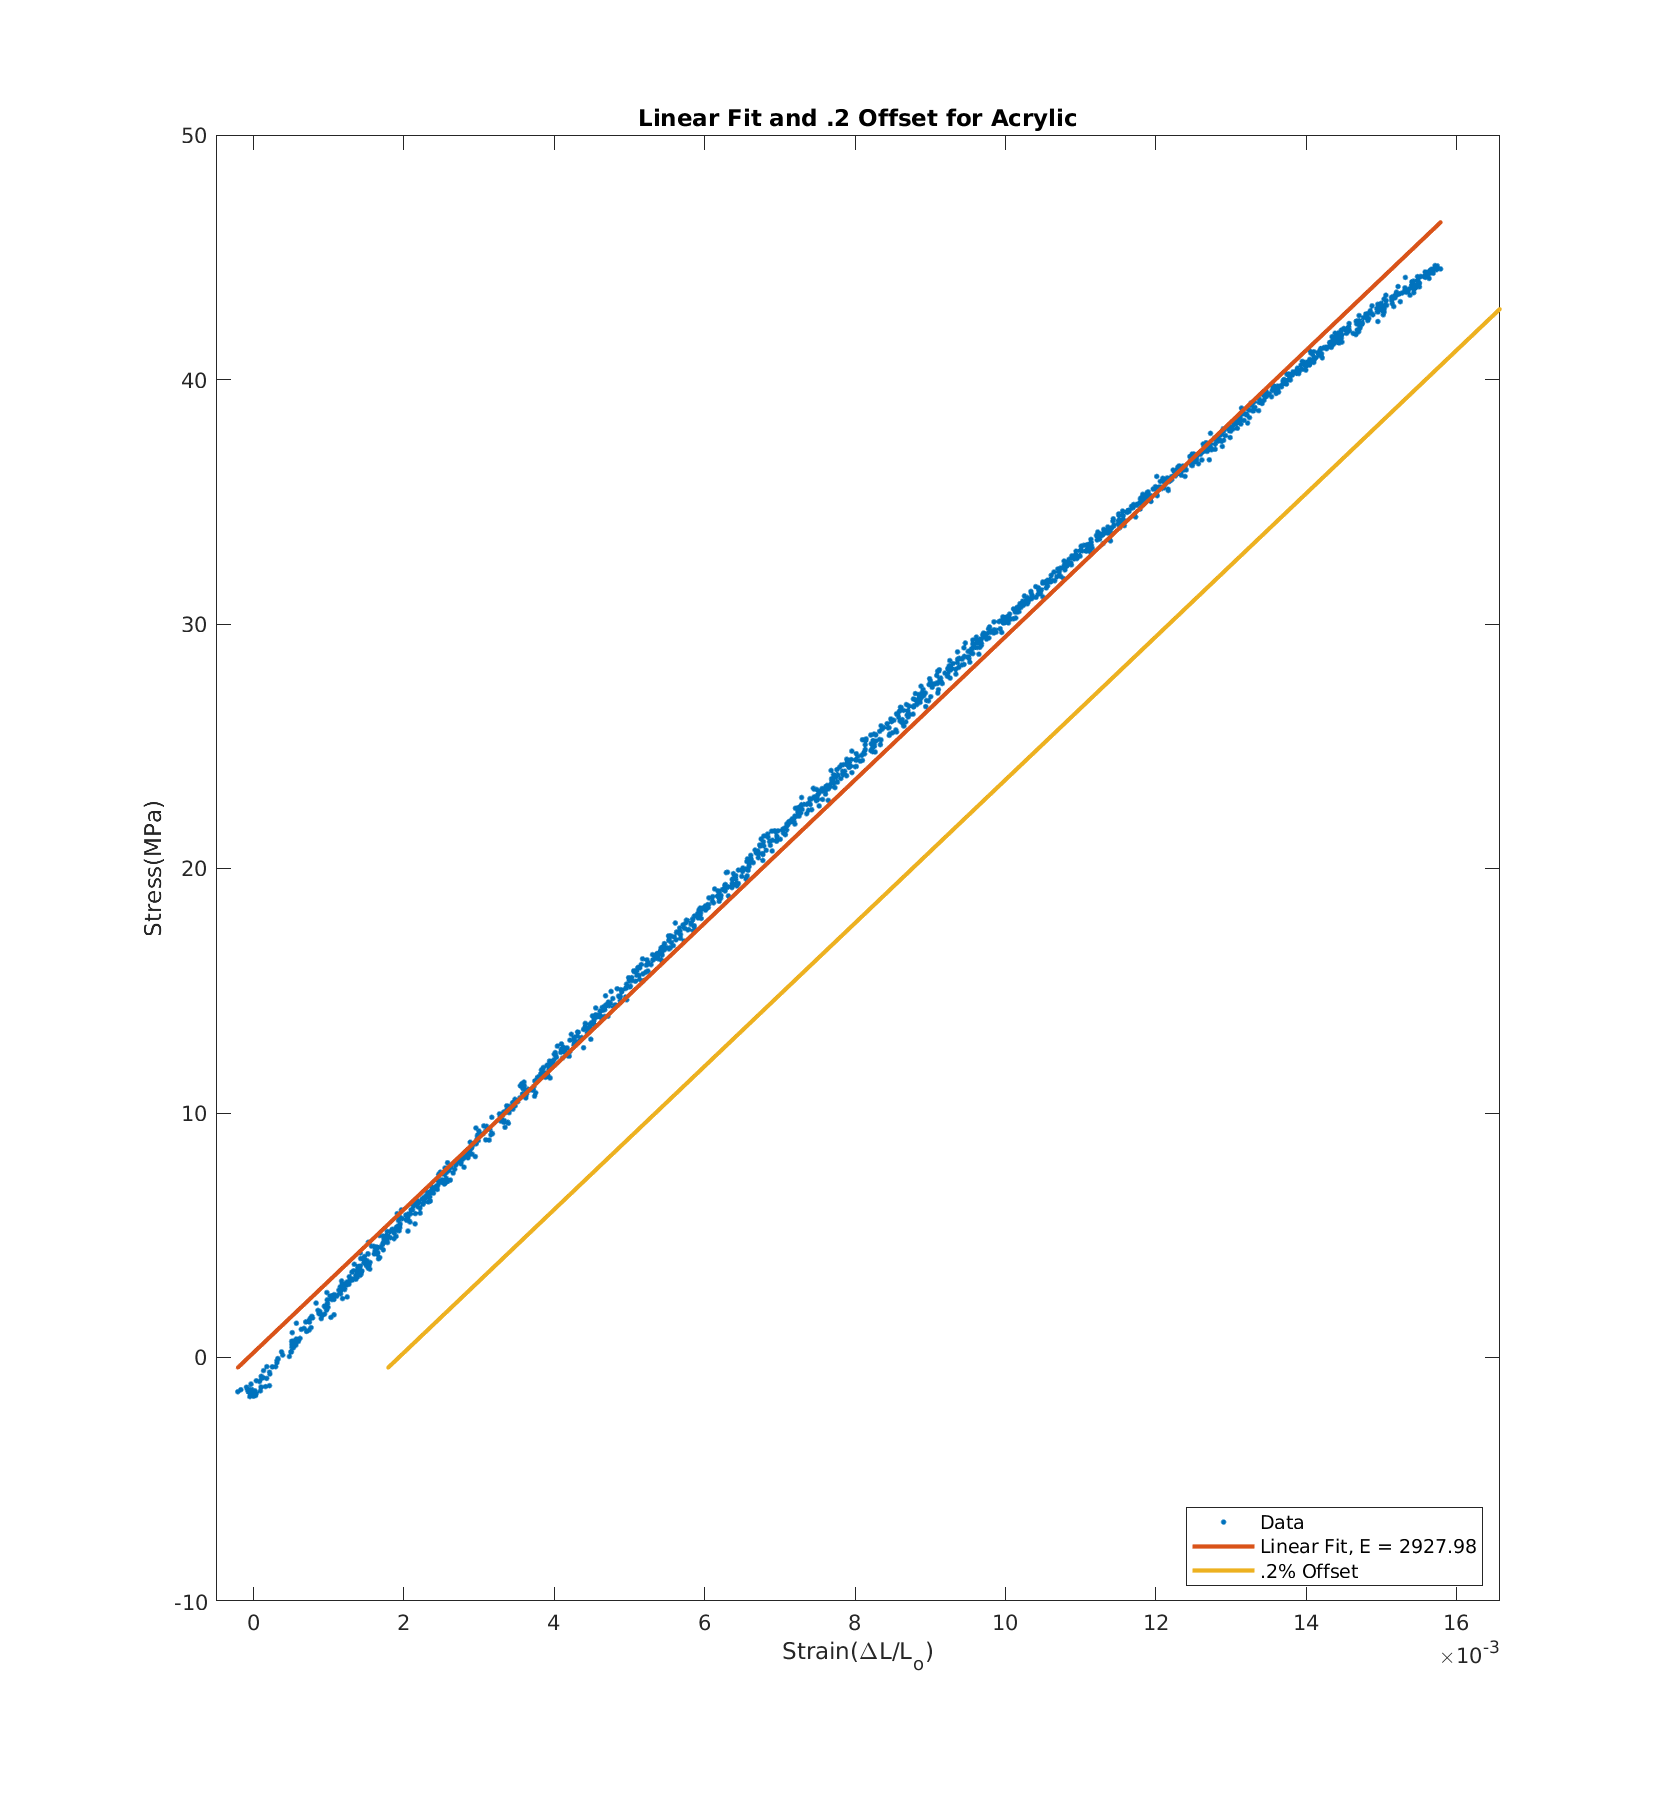 Linear Fit and .2 Offset for Acrylic
50
40
30
20
10
0
-10
Stress(MPa)
0 2 4 6 8 10 12 14 16
×10-3
Strain(ΔL/Lo)
Data
Linear Fit, E = 2927.98
.2% Offset